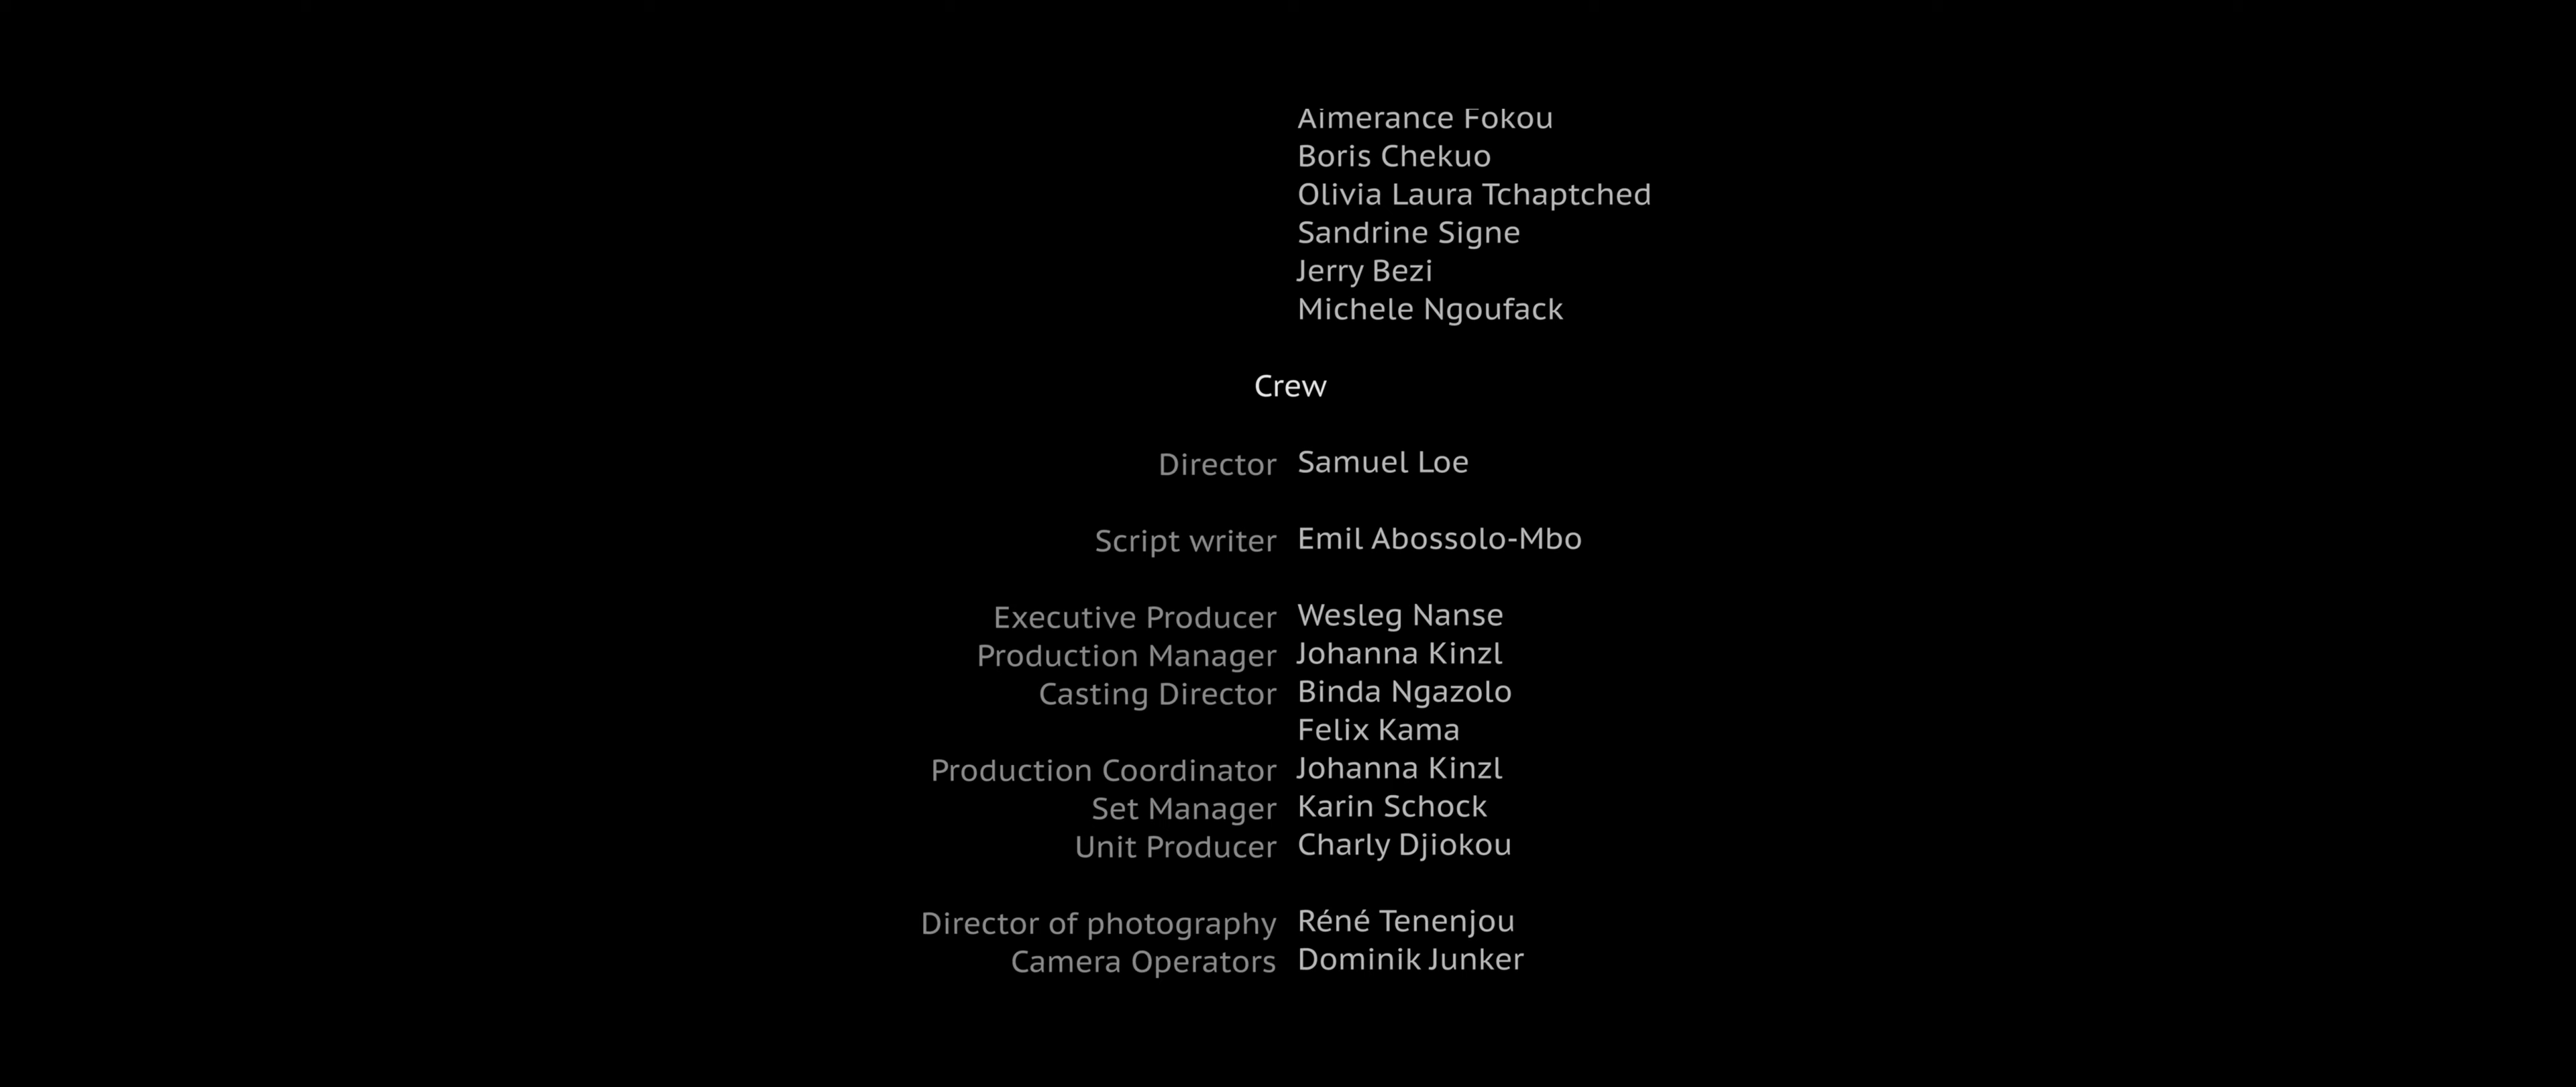 Aimerance Fokou
Boris Chekuo
Olivia Laura Tchaptched
Sandrine Signe
Jerry Bezi
Michele Ngoufack
Crew
Director Samuel Loe
Script writer Emil Abossolo-Mbo
Executive Producer Wesleg Nanse
Production Manager Johanna Kinzl
Casting Director Binda Ngazolo
Felix Kama
Production Coordinator Johanna Kinzl
Set Manager Karin Schock
Unit Producer Charly Djiokou
Director of photography Réné Tenenjou
Camera Operators Dominik Junker